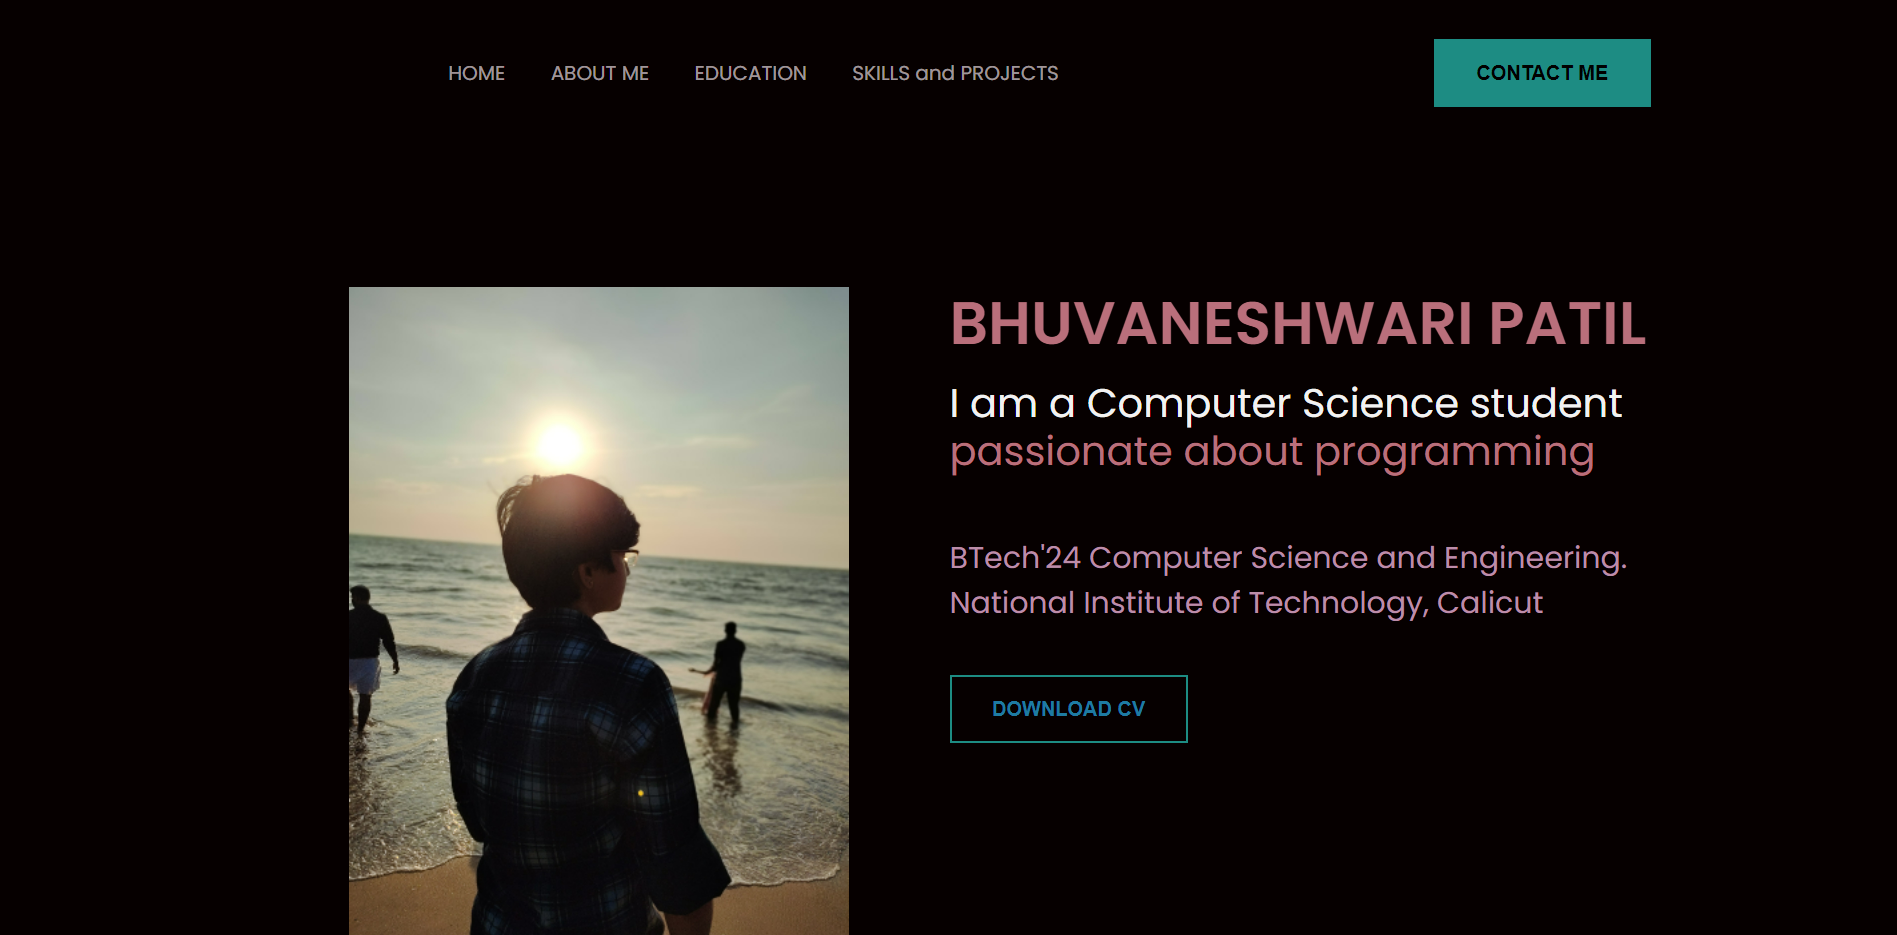 HOME ABOUT ME EDUCATION SKILLS and PROJECTS CONTACT ME
BHUVANESHWARI PATIL
I am a Computer Science student
passionate about programming
BTech'24 Computer Science and Engineering.
National Institute of Technology, Calicut
DOWNLOAD CV